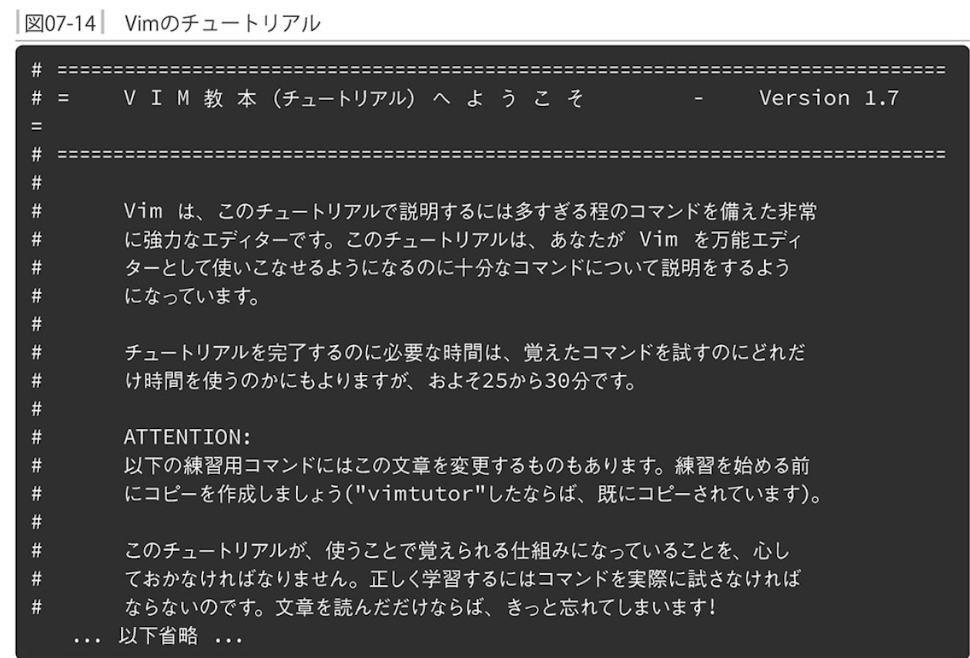 図07-14 Vimのチュートリアル
# ===============================================================================
# =    V I M 教 本 (チュートリアル) へ よ う こ そ        -    Version 1.7
=
# ===============================================================================
#
#     Vim は、このチュートリアルで説明するには多すぎる程のコマンドを備えた非常
#     に強力なエディターです。このチュートリアルは、あなたが Vim を万能エディ
#     ターとして使いこなせるようになるのに十分なコマンドについて説明をするよう
#     になっています。
#
#     チュートリアルを完了するのに必要な時間は、覚えたコマンドを試すのにどれだ
#     け時間を使うのかにもよりますが、およそ25から30分です。
#
#     ATTENTION:
#     以下の練習用コマンドにはこの文章を変更するものもあります。練習を始める前
#     にコピーを作成しましょう("vimtutor"したならば、既にコピーされています)。
#
#     このチュートリアルが、使うことで覚えられる仕組みになっていることを、心し
#     ておかなければなりません。正しく学習するにはコマンドを実際に試さなければ
#     ならないのです。文章を読んだだけならば、きっと忘れてしまいます!
... 以下省略 ...